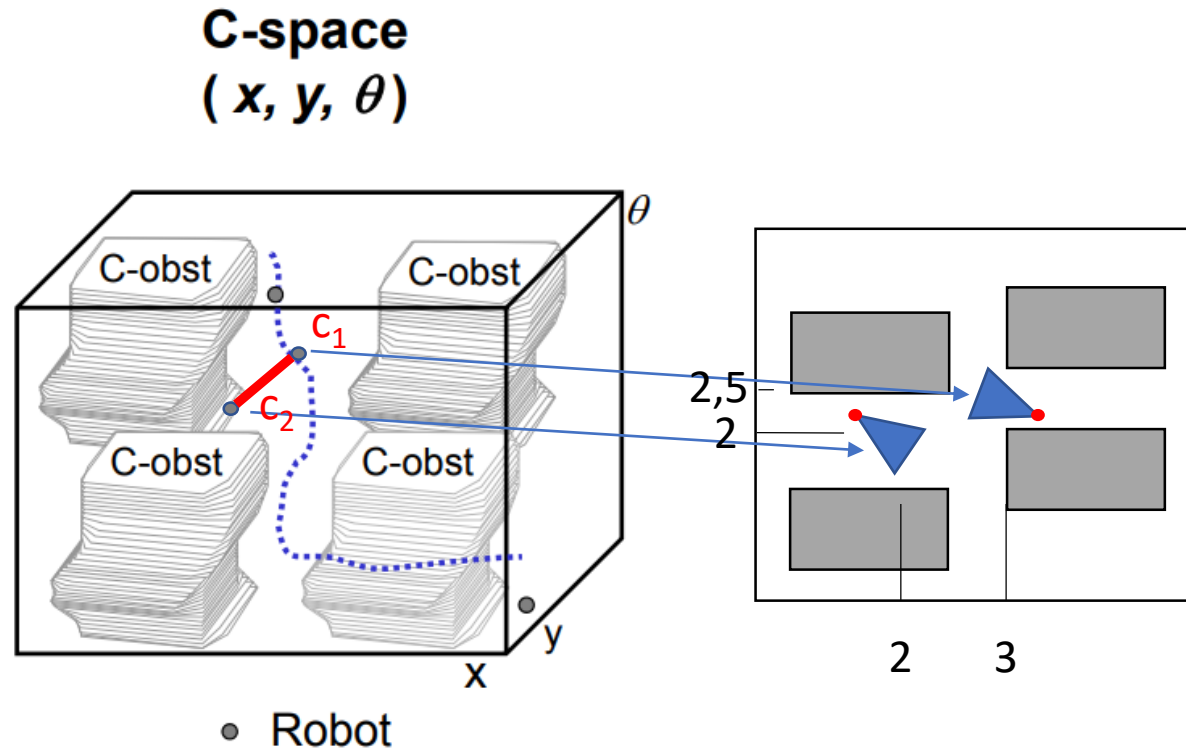 C-space
( x, y, θ )
θ
C-obst
C-obst
c₁
c₂
C-obst
C-obst
y
x
Robot
2,5
2
2
3